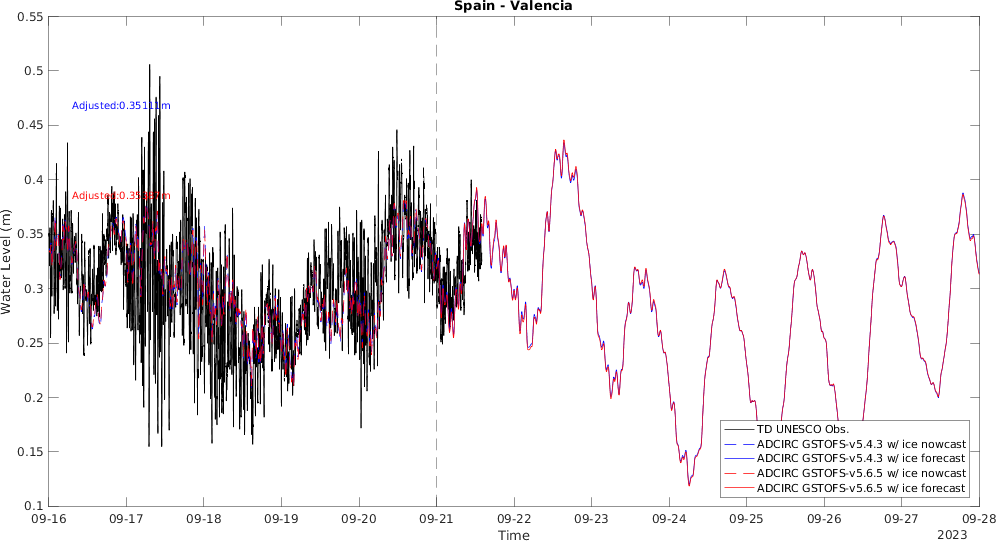 Spain - Valencia
Water Level (m)
0.55
0.5
0.45
0.4
0.35
0.3
0.25
0.2
0.15
0.1
Adjusted:0.35111m
TD UNESCO Obs.
ADCIRC GSTOFS-v5.4.3 w/ ice nowcast
ADCIRC GSTOFS-v5.4.3 w/ ice forecast
ADCIRC GSTOFS-v5.6.5 w/ ice nowcast
ADCIRC GSTOFS-v5.6.5 w/ ice forecast
09-16 09-17 09-18 09-19 09-20 09-21 09-22 09-23 09-24 09-25 09-26 09-27 09-28
Time
2023